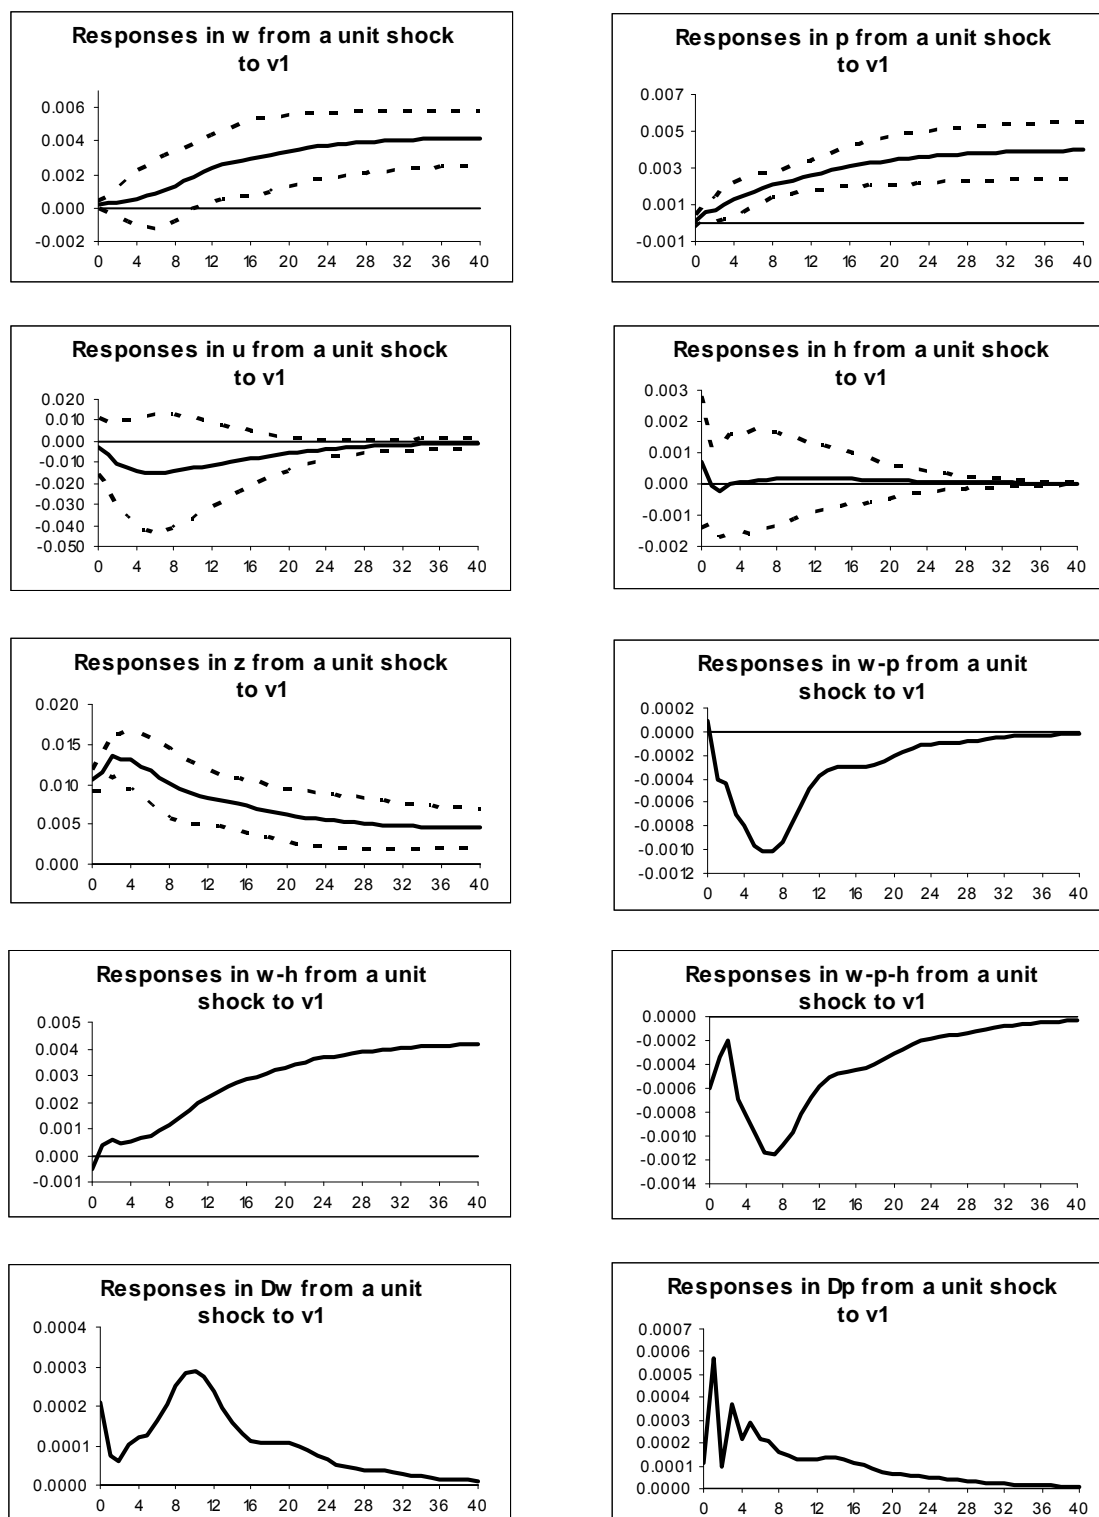 Responses in w from a unit shock
to v1
0.006
0.004
0.002
0.000
-0.002
0 4 8 12 16 20 24 28 32 36 40
Responses in p from a unit shock
to v1
0.007
0.005
0.003
0.001
-0.001
0 4 8 12 16 20 24 28 32 36 40
Responses in u from a unit shock
to v1
0.020
0.010
0.000
-0.010
-0.020
-0.030
-0.040
-0.050
0 4 8 12 16 20 24 28 32 36 40
Responses in h from a unit shock
to v1
0.003
0.002
0.001
0.000
-0.001
-0.002
0 4 8 12 16 20 24 28 32 36 40
Responses in z from a unit shock
to v1
0.020
0.015
0.010
0.005
0.000
0 4 8 12 16 20 24 28 32 36 40
Responses in w-p from a unit
shock to v1
0.0002
0.0000
-0.0002
-0.0004
-0.0006
-0.0008
-0.0010
-0.0012
0 4 8 12 16 20 24 28 32 36 40
Responses in w-h from a unit
shock to v1
0.005
0.004
0.003
0.002
0.001
0.000
-0.001
0 4 8 12 16 20 24 28 32 36 40
Responses in w-p-h from a unit
shock to v1
0.0000
-0.0002
-0.0004
-0.0006
-0.0008
-0.0010
-0.0012
-0.0014
0 4 8 12 16 20 24 28 32 36 40
Responses in Dw from a unit
shock to v1
0.0004
0.0003
0.0002
0.0001
0.0000
0 4 8 12 16 20 24 28 32 36 40
Responses in Dp from a unit shock
to v1
0.0007
0.0006
0.0005
0.0004
0.0003
0.0002
0.0001
0.0000
0 4 8 12 16 20 24 28 32 36 40